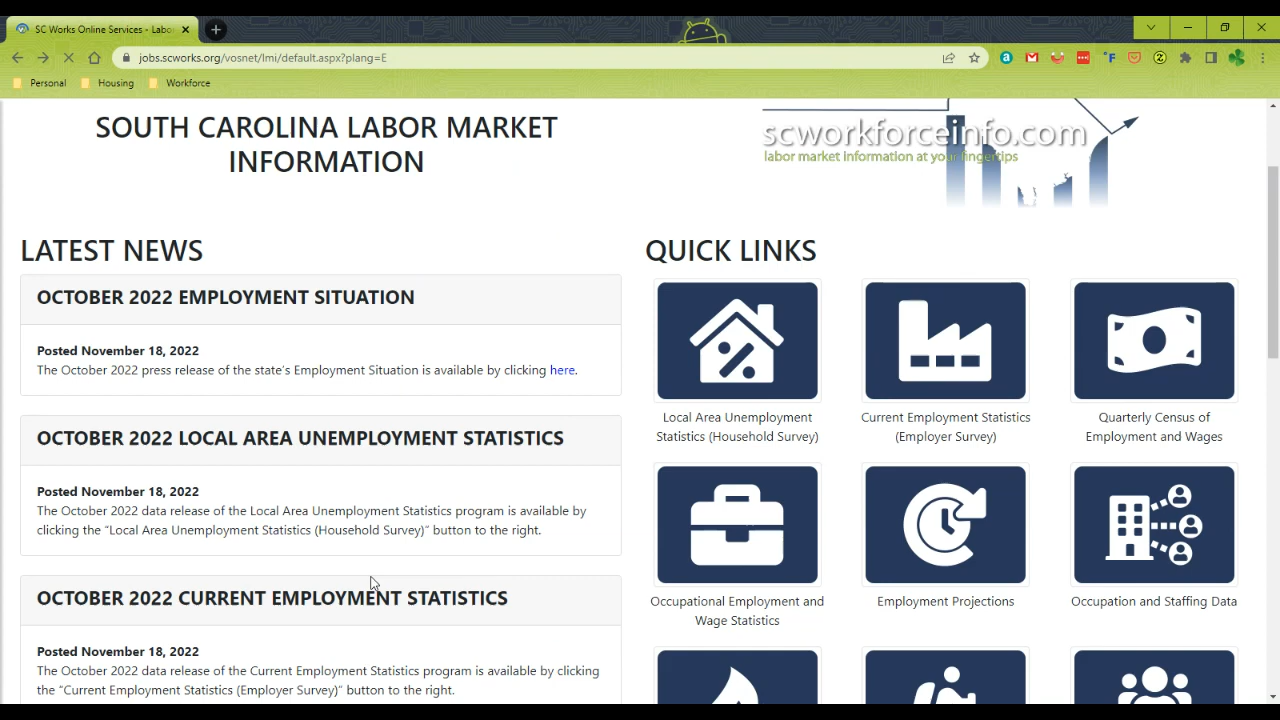 SC Works Online Services - Labo
jobs.scworks.org/vosnet/lmi/default.aspx?plang=E
Personal
Housing
Workforce
SOUTH CAROLINA LABOR MARKET
INFORMATION
scworkforceinfo.com
labor market information at your fingertips
LATEST NEWS
OCTOBER 2022 EMPLOYMENT SITUATION
Posted November 18, 2022
The October 2022 press release of the state's Employment Situation is available by clicking here.
OCTOBER 2022 LOCAL AREA UNEMPLOYMENT STATISTICS
Posted November 18, 2022
The October 2022 data release of the Local Area Unemployment Statistics program is available by
clicking the “Local Area Unemployment Statistics (Household Survey)” button to the right.
OCTOBER 2022 CURRENT EMPLOYMENT STATISTICS
Posted November 18, 2022
The October 2022 data release of the Current Employment Statistics program is available by clicking
the “Current Employment Statistics (Employer Survey)” button to the right.
QUICK LINKS
Local Area Unemployment
Statistics (Household Survey)
Current Employment Statistics
(Employer Survey)
Quarterly Census of
Employment and Wages
Occupational Employment and
Wage Statistics
Employment Projections
Occupation and Staffing Data